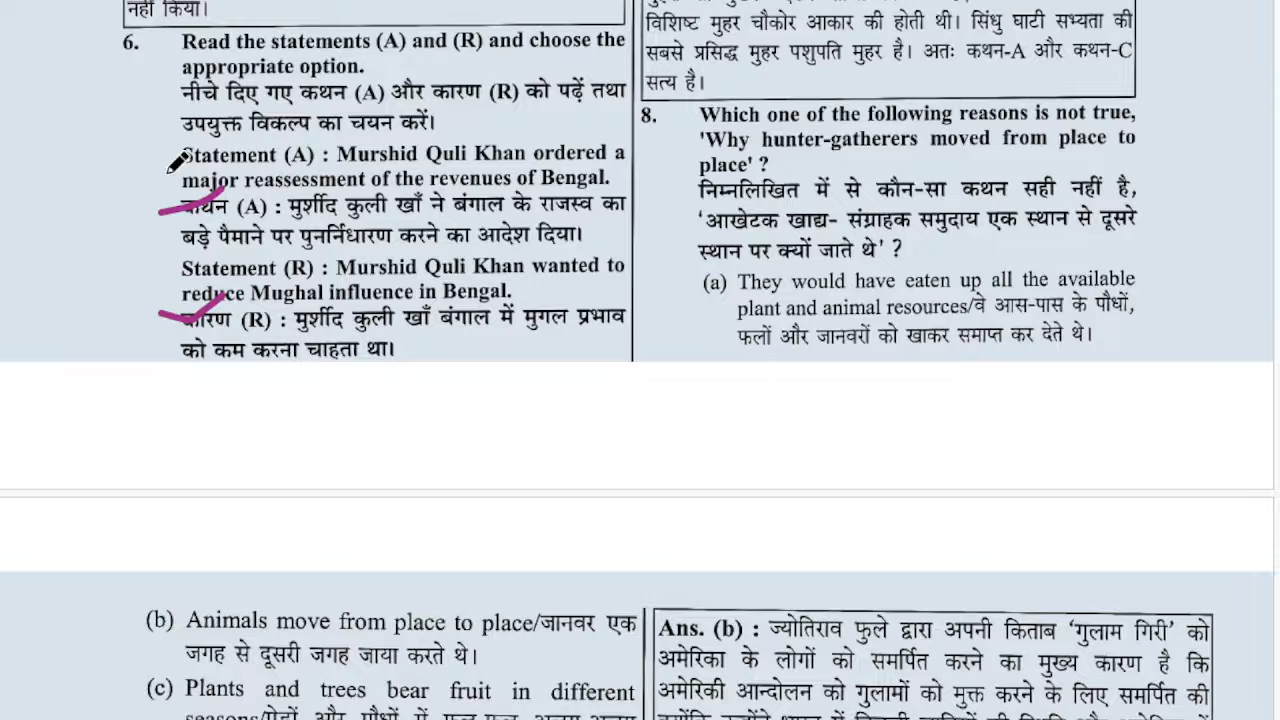 नहीं किया।
6. Read the statements (A) and (R) and choose the
appropriate option.
नीचे दिए गए कथन (A) और कारण (R) को पढ़ें तथा
उपयुक्त विकल्प का चयन करें।
Statement (A) : Murshid Quli Khan ordered a
major reassessment of the revenues of Bengal.
कथन (A) : मुर्शीद कुली खाँ ने बंगाल के राजस्व का
बड़े पैमाने पर पुनर्निधारण करने का आदेश दिया।
Statement (R) : Murshid Quli Khan wanted to
reduce Mughal influence in Bengal.
कारण (R) : मुर्शीद कुली खाँ बंगाल में मुगल प्रभाव
को कम करना चाहता था।
विशिष्ट मुहर चौकोर आकार की होती थी। सिंधु घाटी सभ्यता की
सबसे प्रसिद्ध मुहर पशुपति मुहर है। अतः कथन-A और कथन-C
सत्य है।
8. Which one of the following reasons is not true,
'Why hunter-gatherers moved from place to
place' ?
निम्नलिखित में से कौन-सा कथन सही नहीं है,
'आखेटक खाद्य- संग्राहक समुदाय एक स्थान से दूसरे
स्थान पर क्यों जाते थे' ?
(a) They would have eaten up all the available
plant and animal resources/वे आस-पास के पौधों,
फलों और जानवरों को खाकर समाप्त कर देते थे।
(b) Animals move from place to place/जानवर एक
जगह से दूसरी जगह जाया करते थे।
(c) Plants and trees bear fruit in different
Ans. (b) : ज्योतिराव फुले द्वारा अपनी किताब 'गुलाम गिरी' को
अमेरिका के लोगों को समर्पित करने का मुख्य कारण है कि
अमेरिकी आन्दोलन को गुलामों को मुक्त करने के लिए समर्पित की